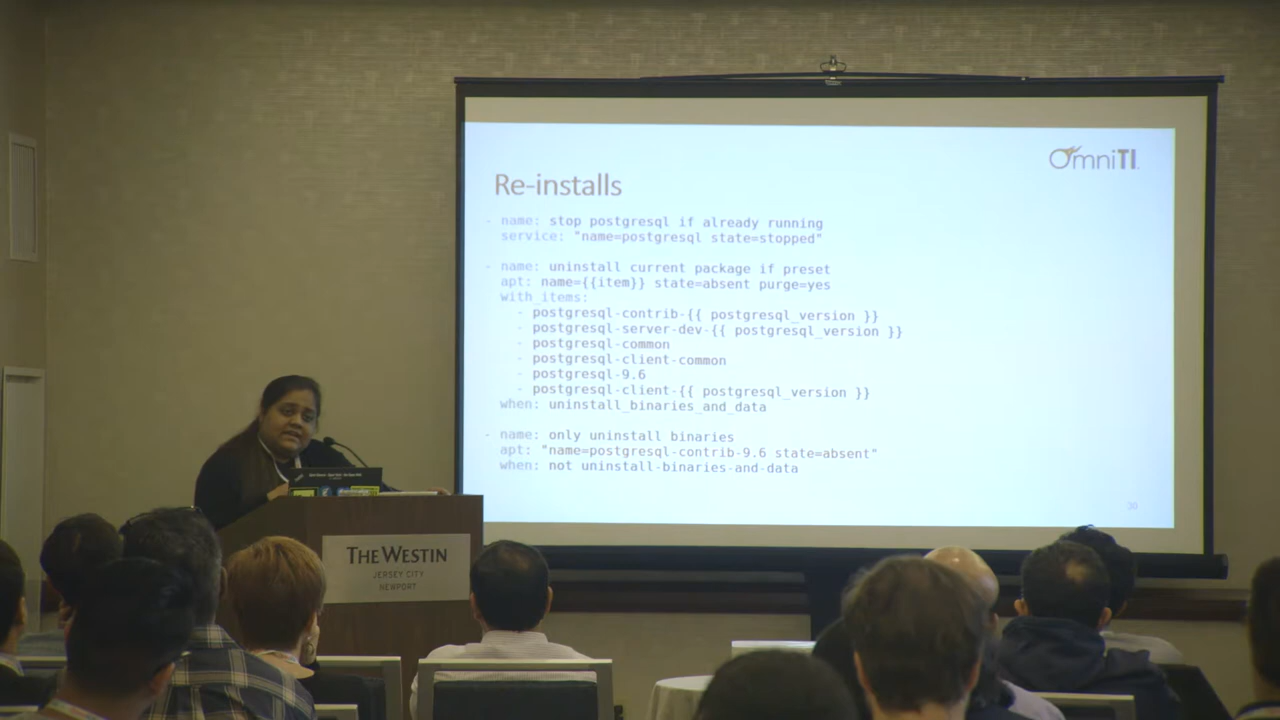 OmniTI
Re-installs
- name: stop postgresql if already running
service: "name=postgresql state=stopped"
- name: uninstall current package if preset
apt: name={{item}} state=absent purge=yes
with_items:
- postgresql-contrib-{{ postgresql_version }}
- postgresql-server-dev-{{ postgresql_version }}
- postgresql-common
- postgresql-client-common
- postgresql-9.6
- postgresql-client-{{ postgresql_version }}
when: uninstall_binaries_and_data
- name: only uninstall binaries
apt: "name=postgresql-contrib-9.6 state=absent"
when: not uninstall-binaries-and-data
30
THE WESTIN
JERSEY CITY
NEWPORT